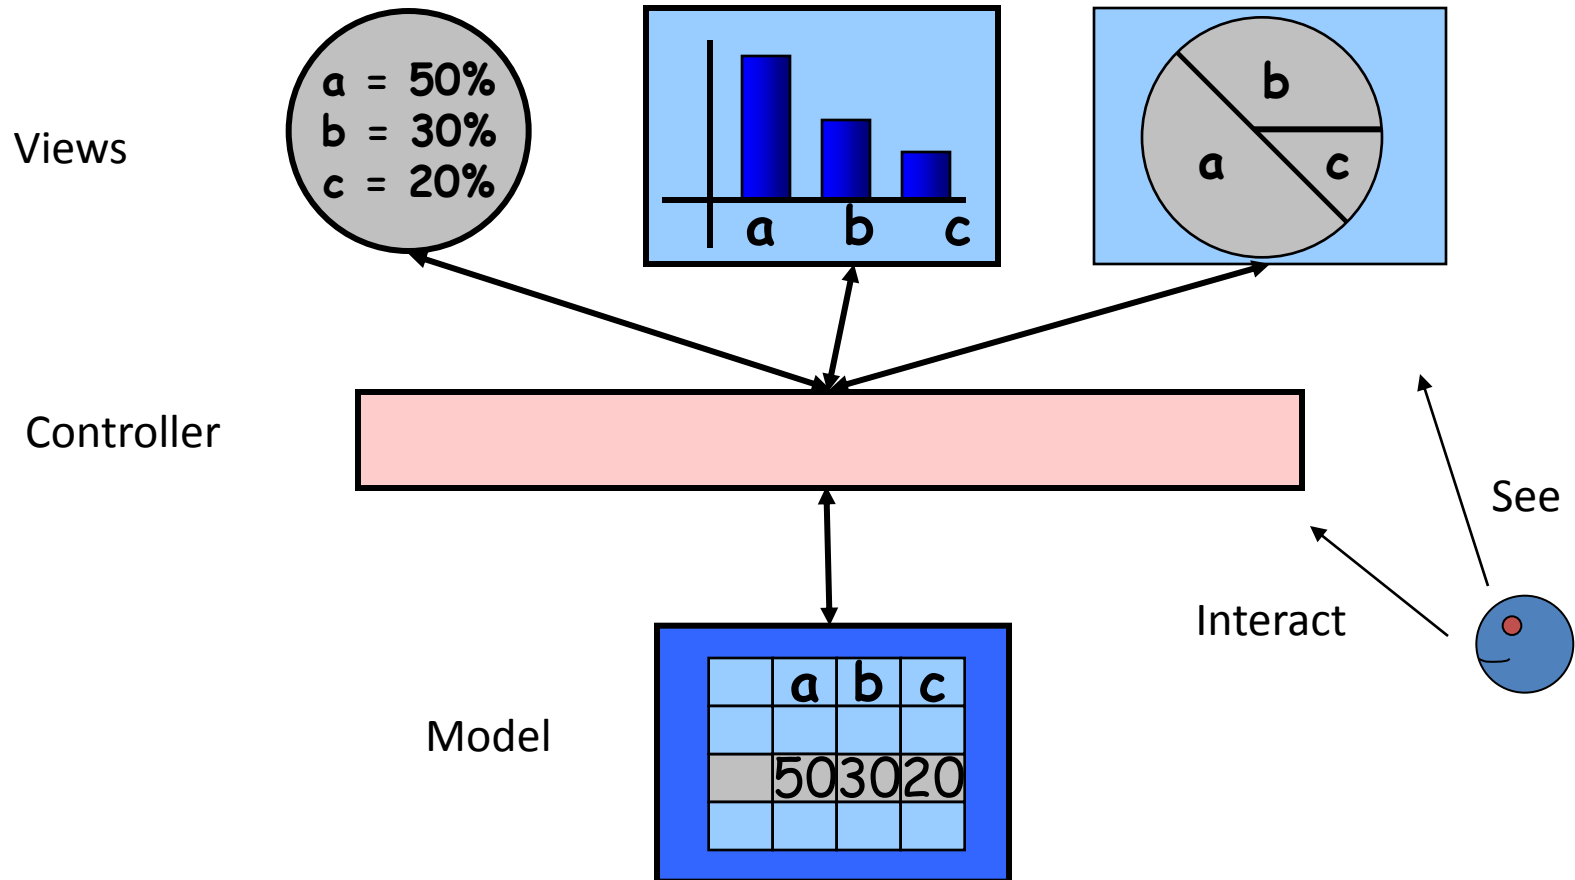 a = 50%
b = 30%
c = 20%
Views
a b c
b
a
c
Controller
See
Interact
Model
a b c
50 30 20